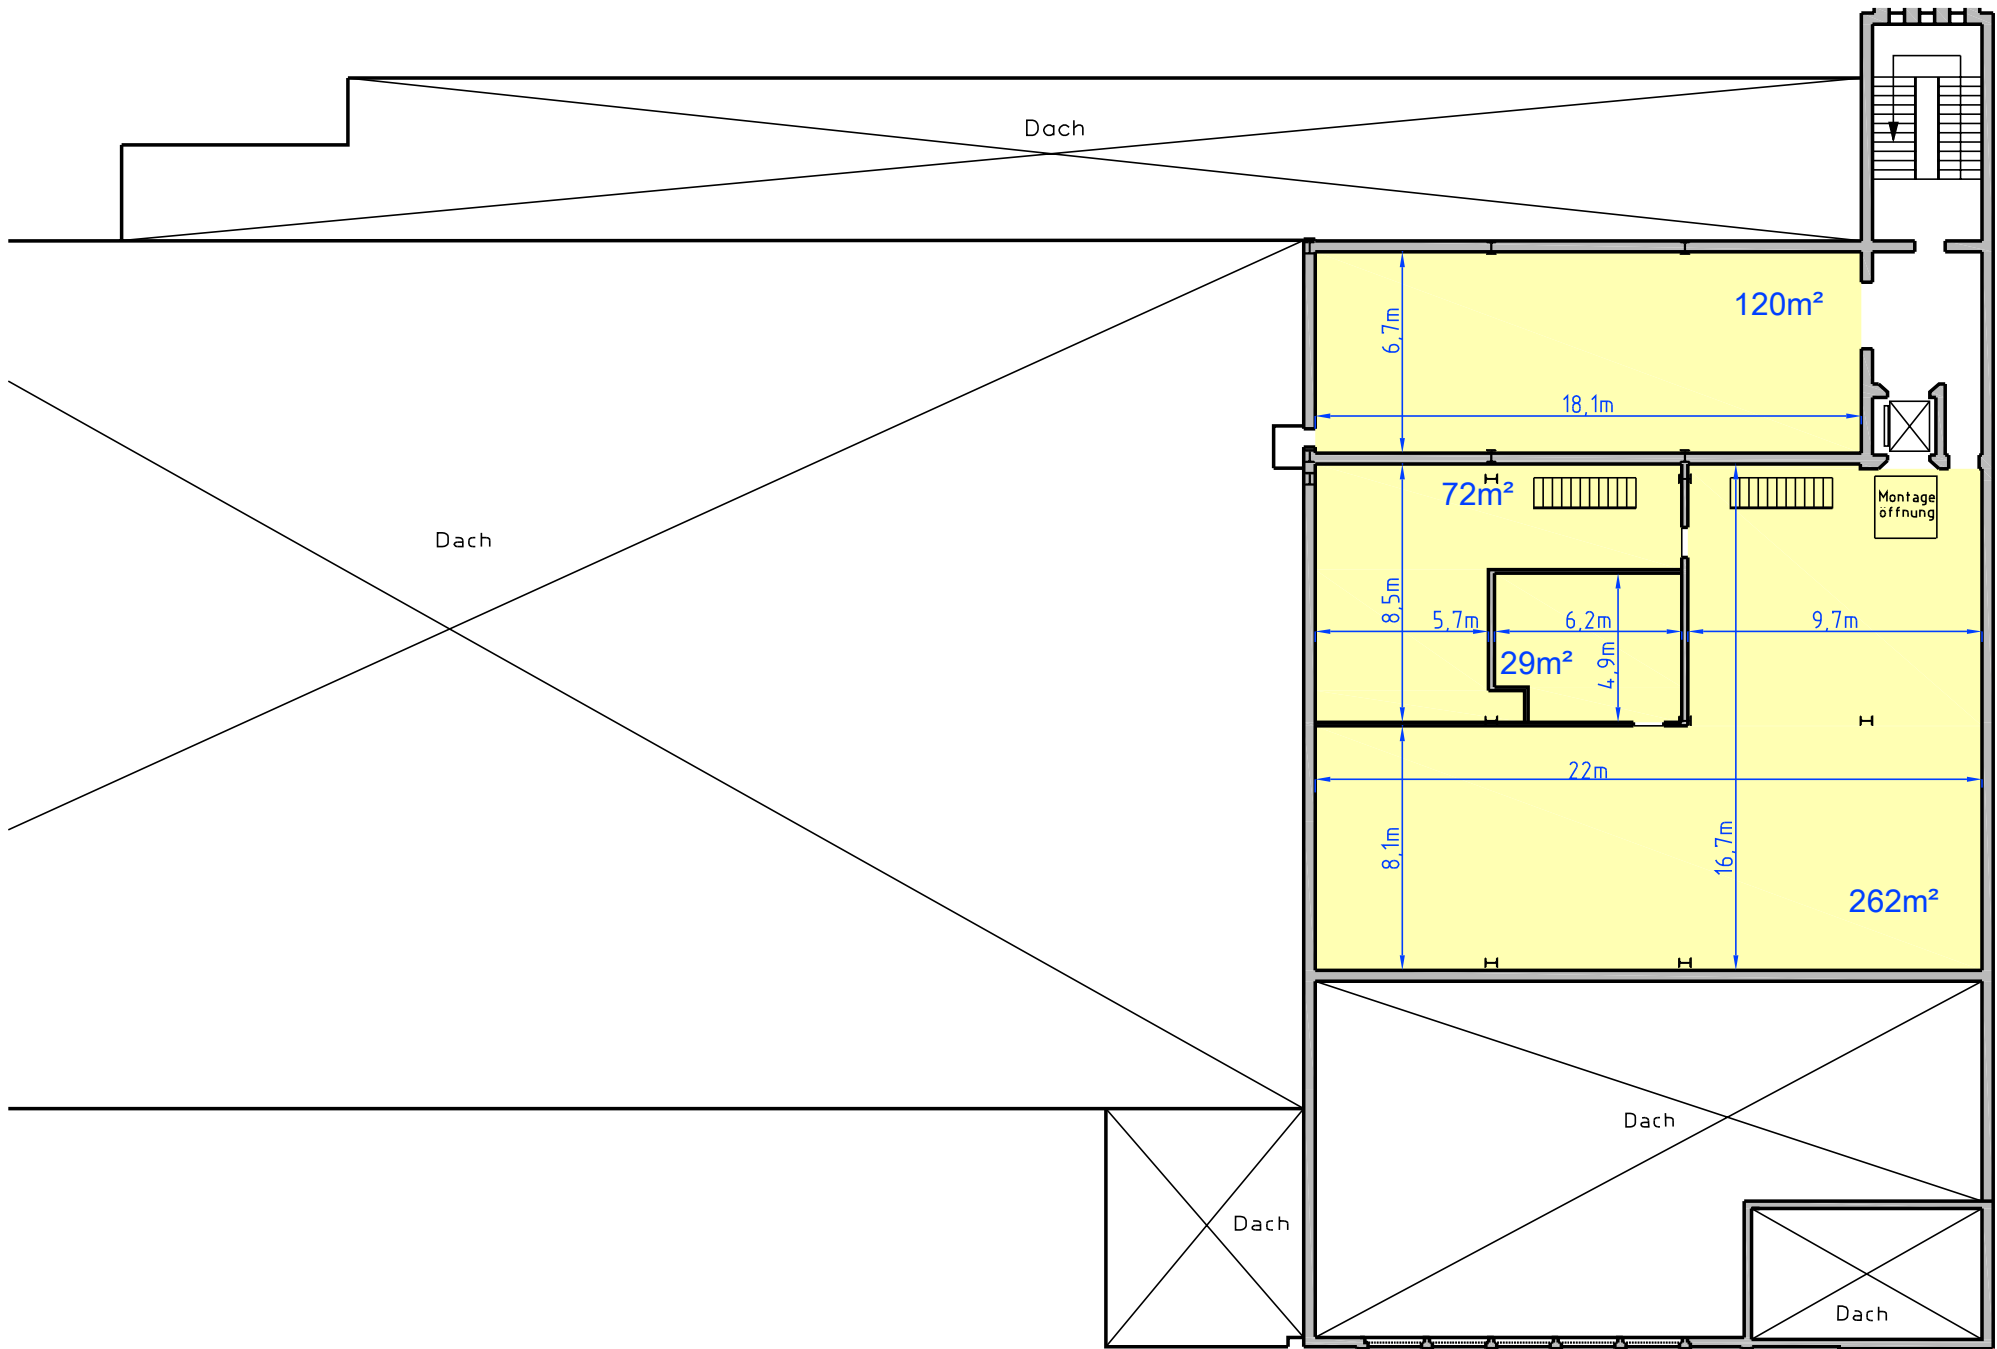 Dach
120m²
6,7m
18,1m
72m²
Montage
öffnung
Dach
8,5m
5,7m
6,2m
9,7m
29m²
4,9m
22m
8,1m
16,7m
262m²
Dach
Dach
Dach